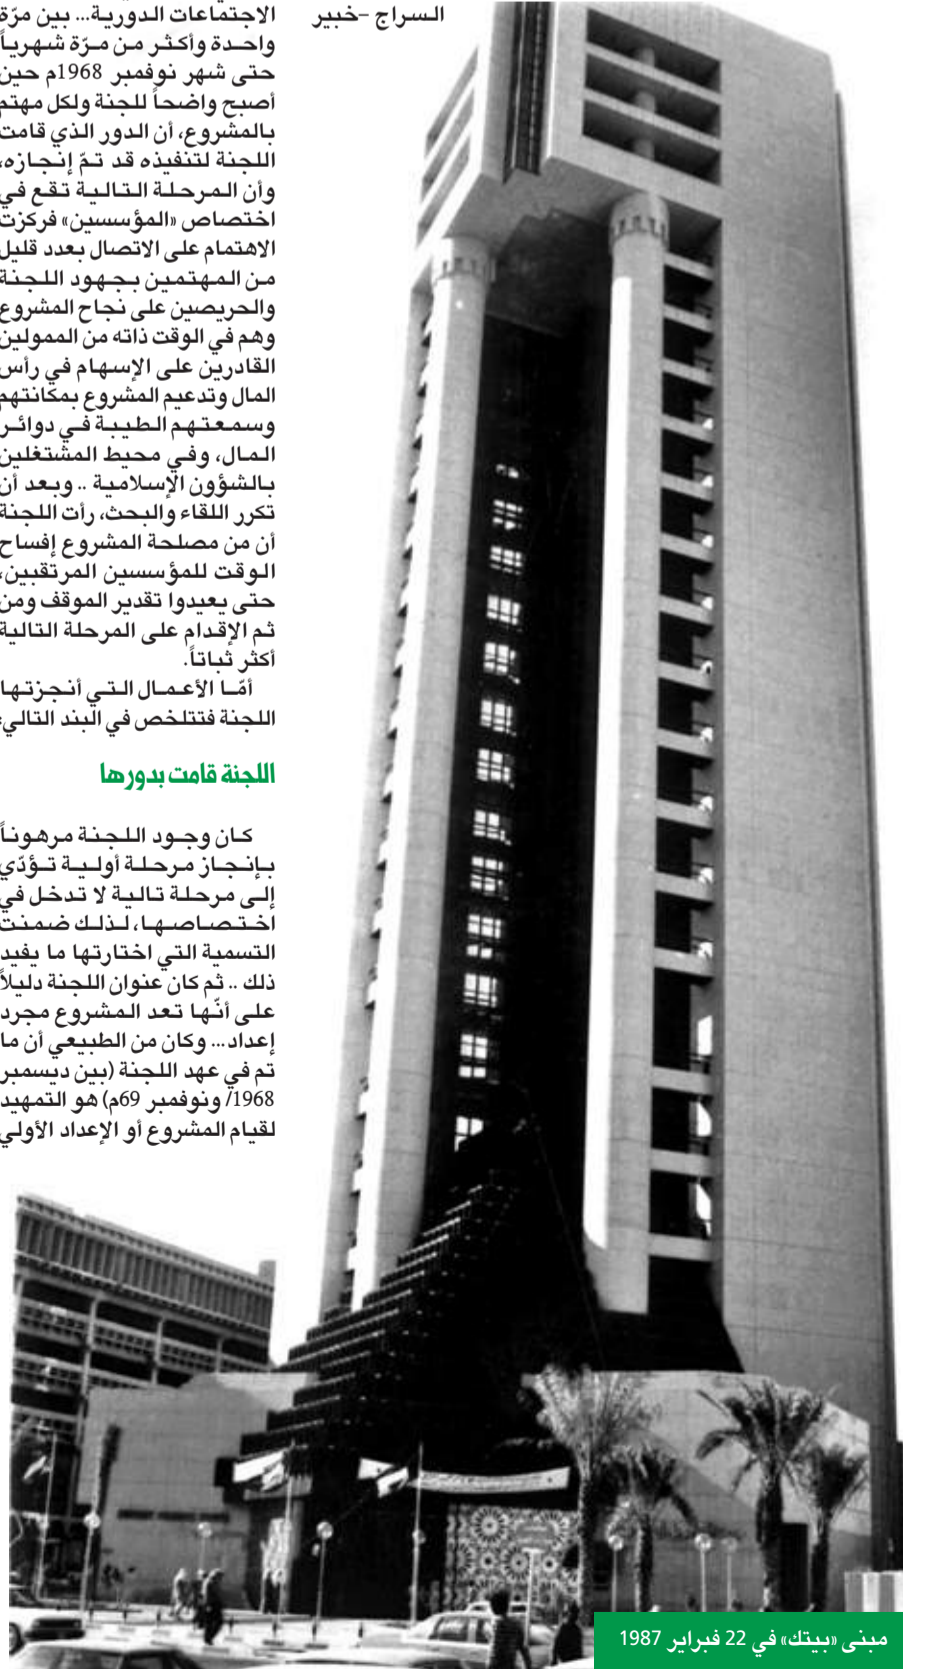 السراج -خبير
الاجتماعات الدورية... بين مرّة
واحدة وأكثر من مرّة شهرياً
حتى شهر نوفمبر 1968م حين
أصبح واضحاً للجنة ولكل مهتم
بالمشروع، أن الدور الذي قامت
اللجنة لتنفيذه قد تمّ إنجازه،
وأن المرحلة التالية تقع في
اختصاص «المؤسسين» فركزت
الاهتمام على الاتصال بعدد قليل
من المهتمين بجهود اللجنة
والحريصين على نجاح المشروع
وهم في الوقت ذاته من الممولين
القادرين على الإسهام في رأس
المال وتدعيم المشروع بمكانتهم
وسمعتهم الطيبة في دوائر
المال، وفي محيط المشتغلين
بالشؤون الإسلامية .. وبعد أن
تكرر اللقاء والبحث، رأت اللجنة
أن من مصلحة المشروع إفساح
الوقت للمؤسسين المرتقبين،
حتى يعيدوا تقدير الموقف ومن
ثم الإقدام على المرحلة التالية
أكثر ثباتاً.
أمّا الأعمال التي أنجزتها
اللجنة فتتلخص في البند التالي:
اللجنة قامت بدورها
كان وجود اللجنة مرهوناً
بإنجاز مرحلة أولية تؤدّي
إلى مرحلة تالية لا تدخل في
اختصاصها، لذلك ضمنت
التسمية التي اختارتها ما يفيد
ذلك .. ثم كان عنوان اللجنة دليلاً
على أنّها تعد المشروع مجرد
إعداد... وكان من الطبيعي أن ما
تم في عهد اللجنة (بين ديسمبر
1968/ ونوفمبر 69م) هو التمهيد
لقيام المشروع أو الإعداد الأولي
مبنى «بيتك» في 22 فبراير 1987